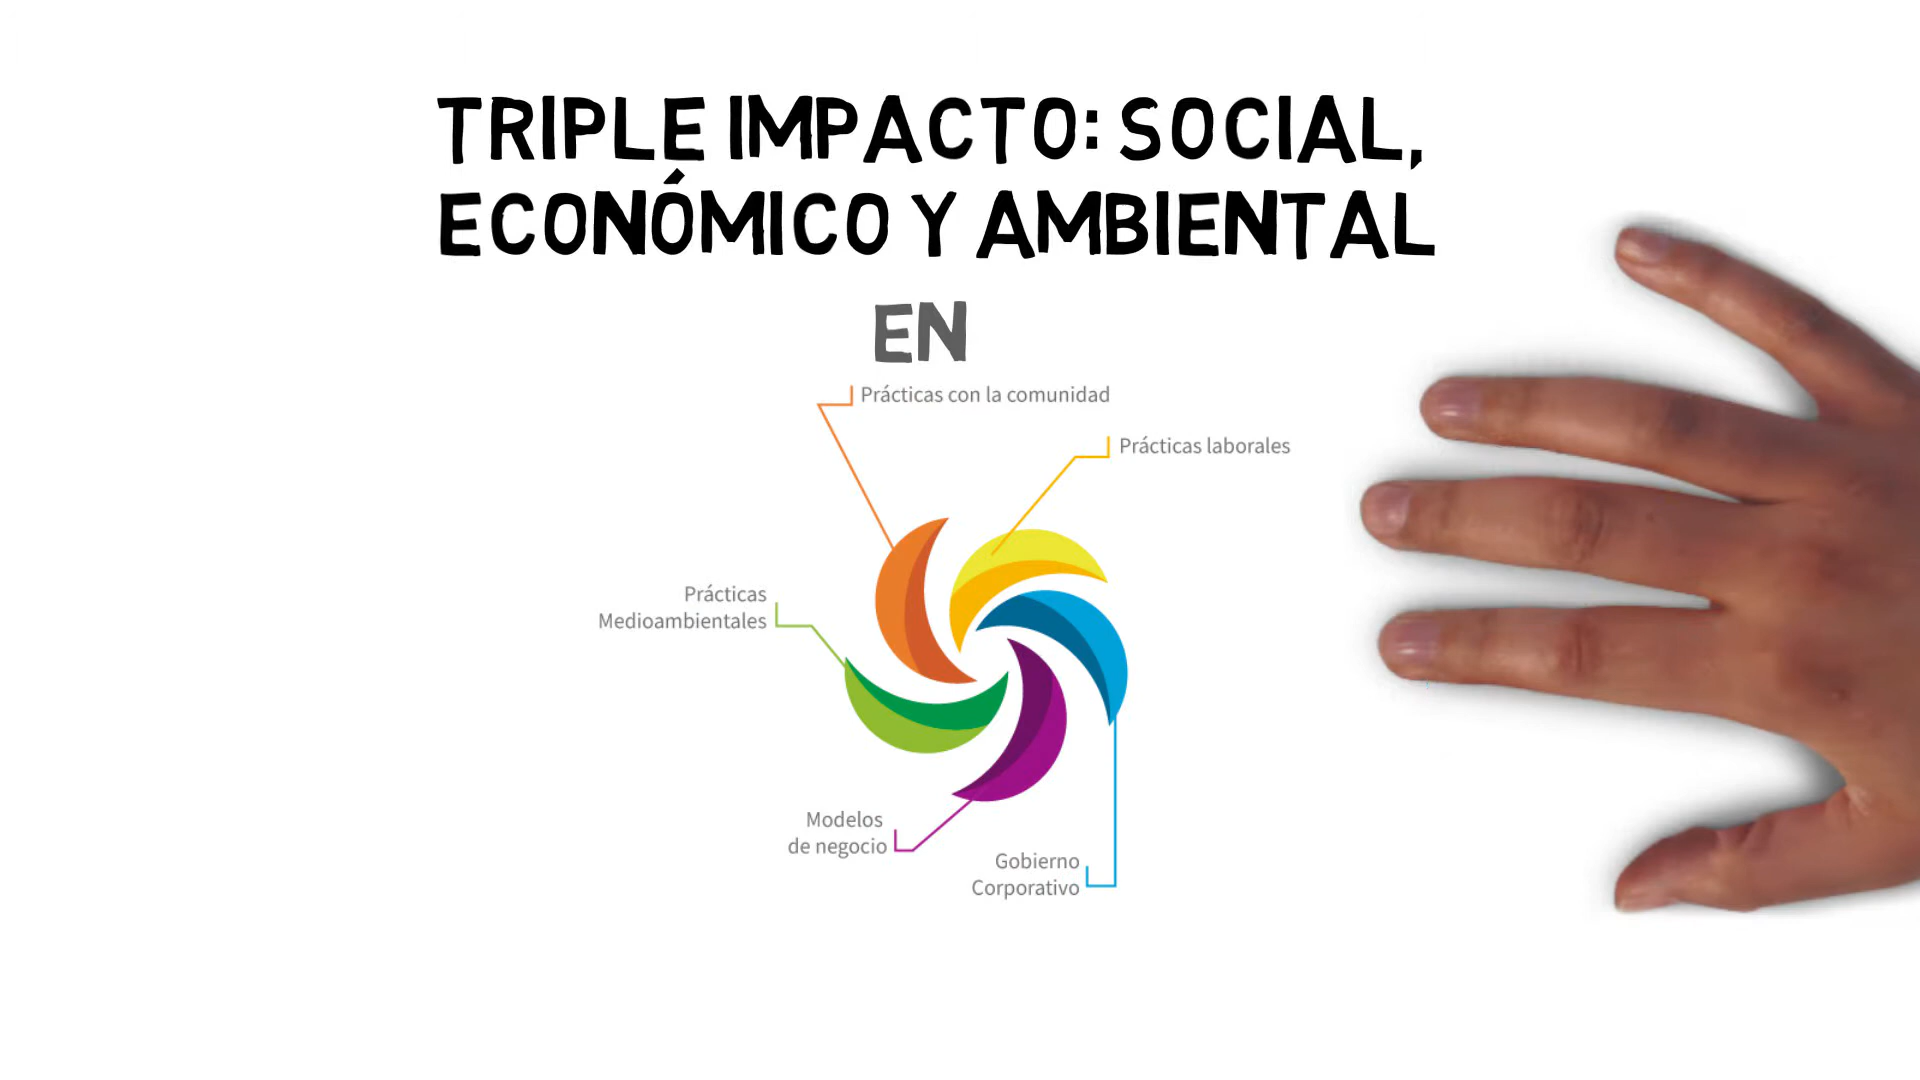 TRIPLE IMPACTO: SOCIAL,
ECONÓMICO Y AMBIENTAL
EN
Prácticas con la comunidad
Prácticas laborales
Prácticas
Medioambientales
Modelos
de negocio
Gobierno
Corporativo